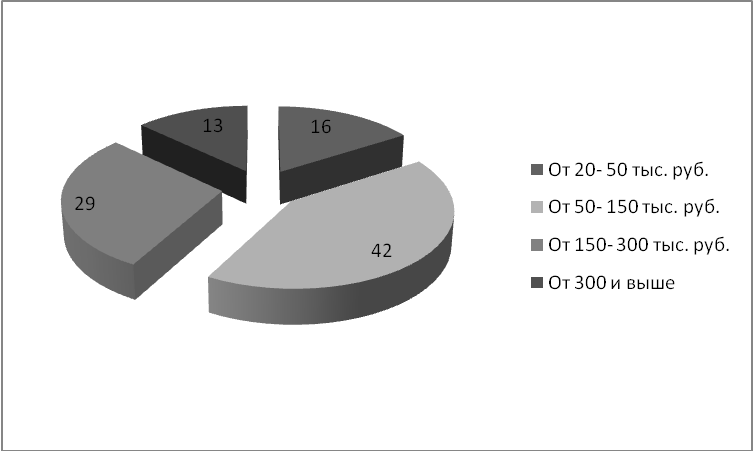 13
16
29
42
От 20- 50 тыс. руб.
От 50- 150 тыс. руб.
От 150- 300 тыс. руб.
От 300 и выше